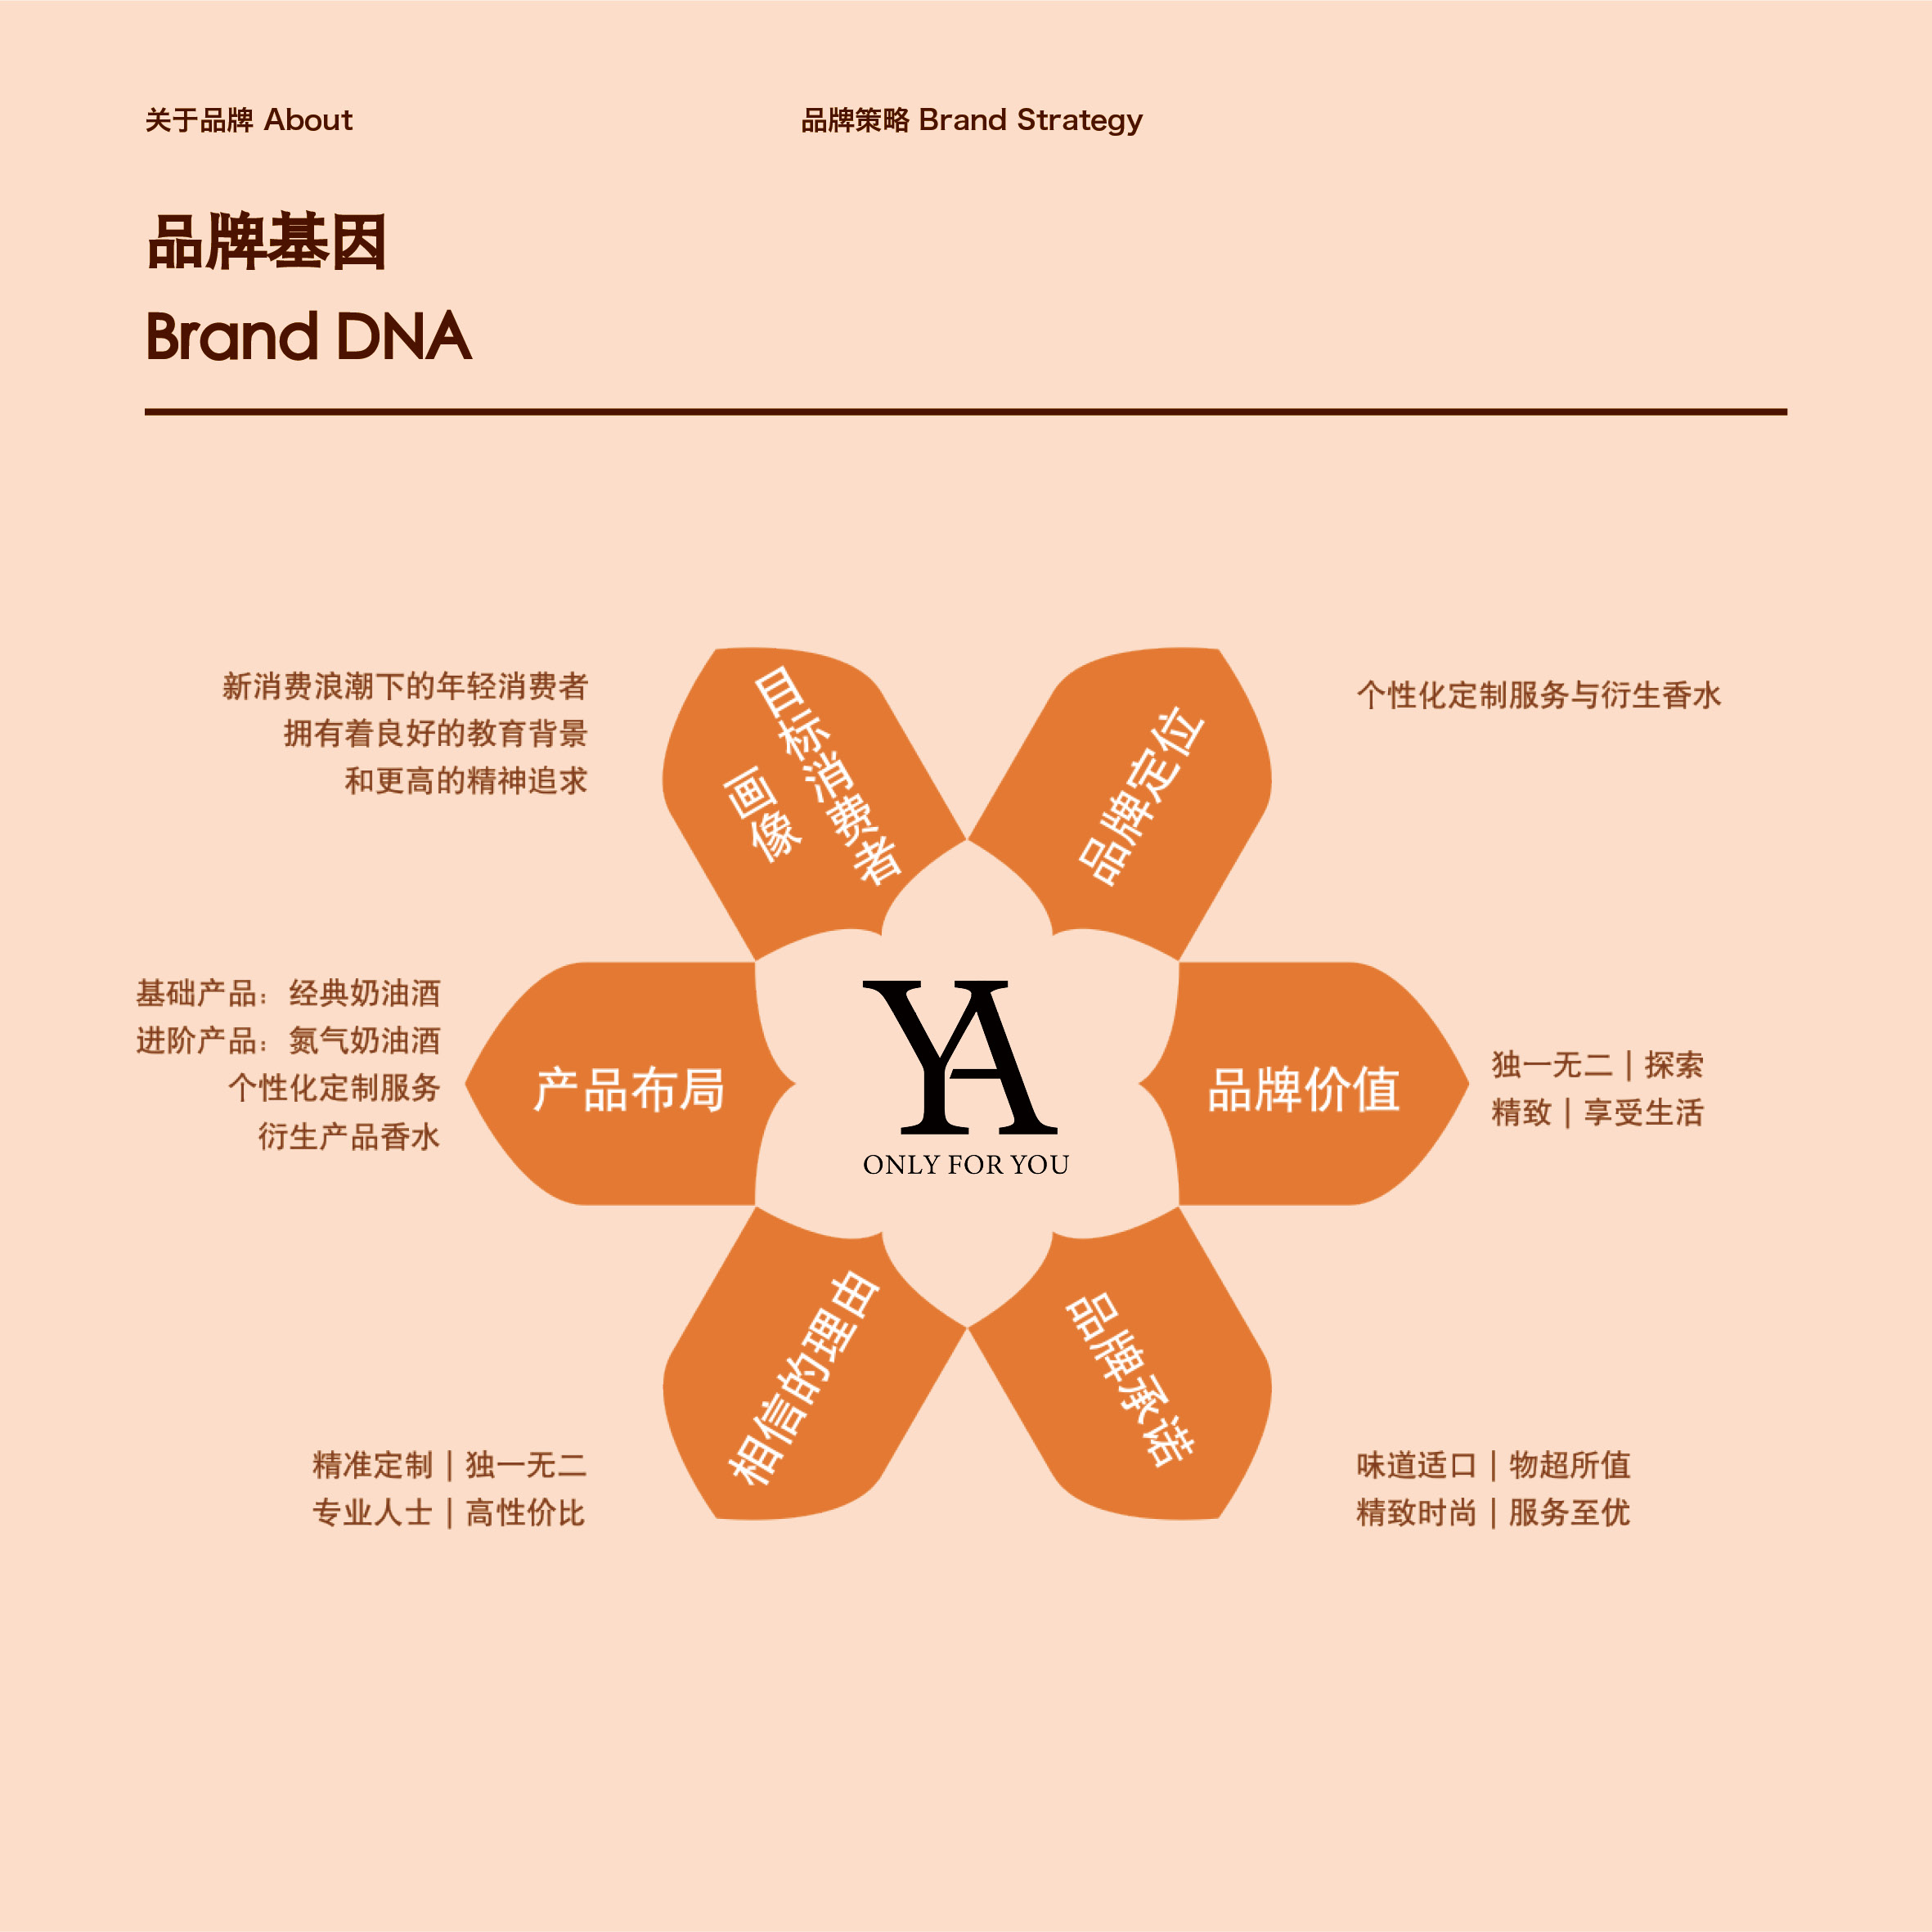 关于品牌 About
品牌策略 Brand Strategy
品牌基因
Brand DNA
新消费浪潮下的年轻消费者
拥有着良好的教育背景
和更高的精神追求
目标消费者
画像
品牌定位
个性化定制服务与衍生香水
基础产品：经典奶油酒
进阶产品：氮气奶油酒
个性化定制服务
衍生产品香水
产品布局
YA
ONLY FOR YOU
品牌价值
独一无二｜探索
精致｜享受生活
相信的理由
精准定制｜独一无二
专业人士｜高性价比
品牌承诺
味道适口｜物超所值
精致时尚｜服务至优